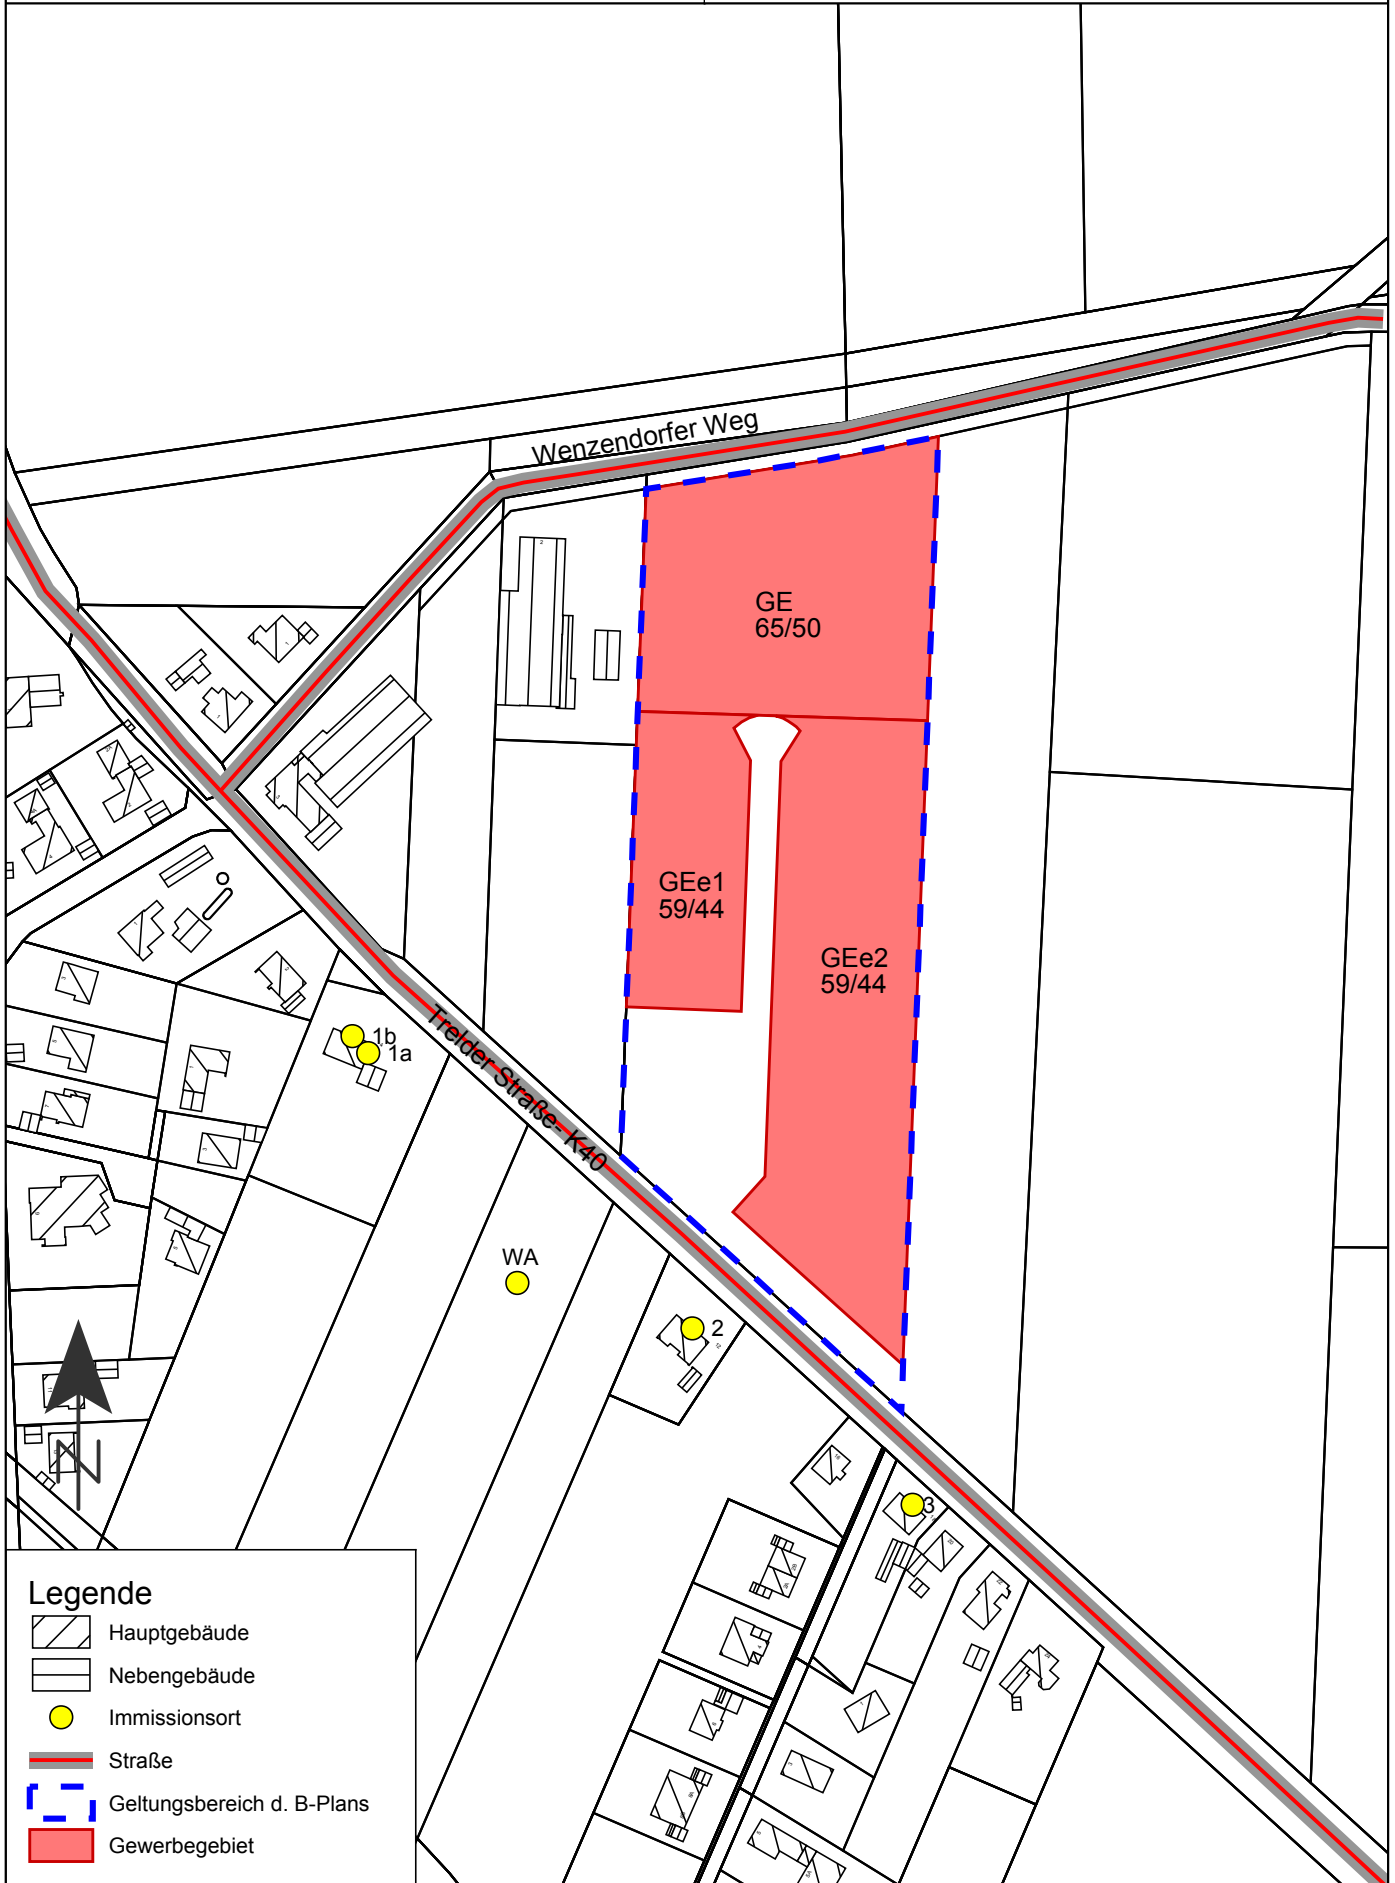 Wenzendorfer Weg
GE
65/50
GEe1
59/44
GEe2
59/44
1b
1a
Trelder Straße- K40
WA
2
3
N
Legende
Hauptgebäude
Nebengebäude
Immissionsort
Straße
Geltungsbereich d. B-Plans
Gewerbegebiet